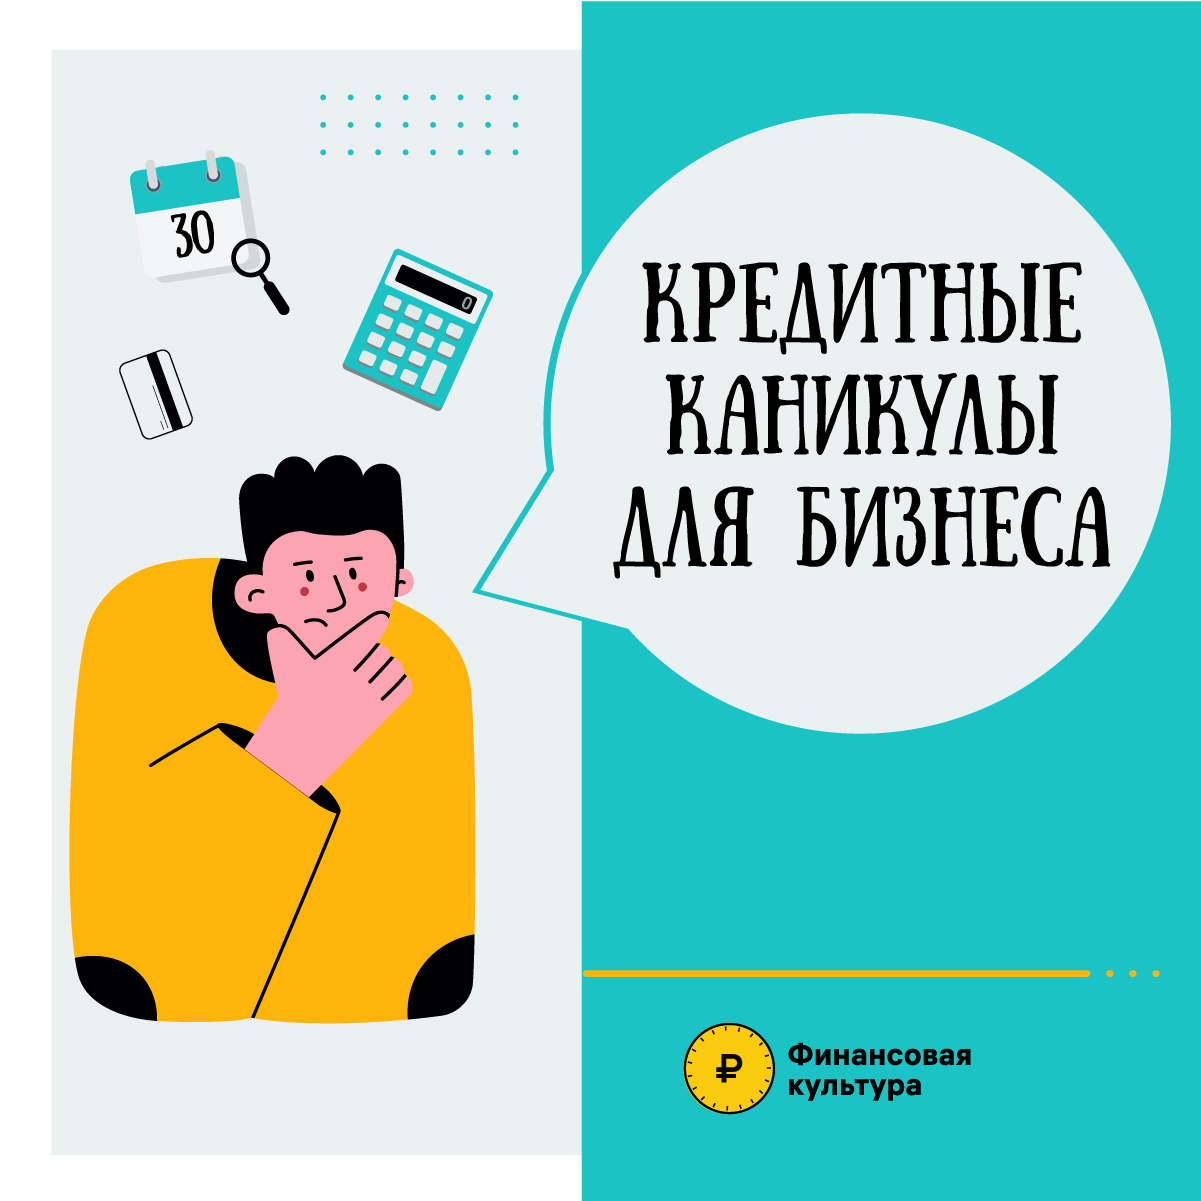 30
0
КРЕДИТНЫЕ
КАНИКУЛЫ
ДЛЯ БИЗНЕСА
₽
Финансовая
культура